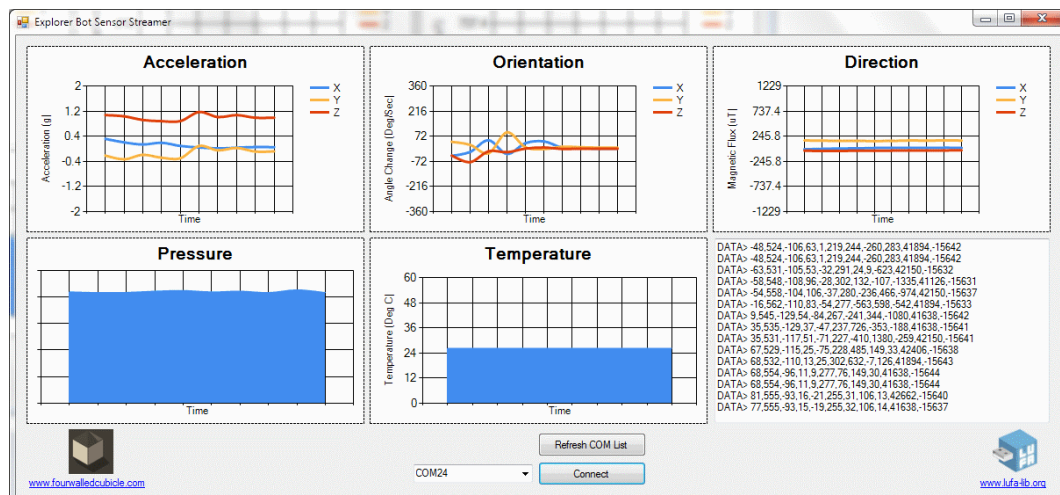 Explorer Bot Sensor Streamer
Acceleration
Acceleration [g]
2
1.2
0.4
-0.4
-1.2
-2
Time
X
Y
Z
Orientation
Angle Change [Deg/Sec]
360
216
72
-72
-216
-360
Time
X
Y
Z
Direction
Magnetic Flux [uT]
1229
737.4
245.8
-245.8
-737.4
-1229
Time
X
Y
Z
Pressure
Time
Temperature
Temperature [Deg C]
60
48
36
24
12
0
Time
DATA> -48,524,-106,63,1,219,244,-260,283,41894,-15642
DATA> -48,524,-106,63,1,219,244,-260,283,41894,-15642
DATA> -63,531,-105,53,-32,291,24,9,-623,42150,-15632
DATA> -58,548,-108,96,-28,302,132,-107,-1335,41126,-15631
DATA> -54,558,-104,106,-37,280,-236,466,-974,42150,-15637
DATA> -16,562,-110,83,-54,277,-563,598,-542,41894,-15633
DATA> 9,545,-129,54,-84,267,-241,344,-1080,41638,-15642
DATA> 35,535,-129,37,-47,237,726,-353,-188,41638,-15641
DATA> 35,531,-117,51,-71,227,-410,1380,-259,42150,-15641
DATA> 67,529,-115,25,-75,228,485,149,33,42406,-15638
DATA> 68,532,-110,13,25,302,632,-7,126,41894,-15643
DATA> 68,554,-96,11,9,277,76,149,30,41638,-15644
DATA> 68,554,-96,11,9,277,76,149,30,41638,-15644
DATA> 81,555,-93,16,-21,255,31,106,13,42662,-15640
DATA> 77,555,-93,15,-19,255,32,106,14,41638,-15637
Refresh COM List
COM24
Connect
www.fourwalledcubicle.com
LUFA
www.lufa-lib.org